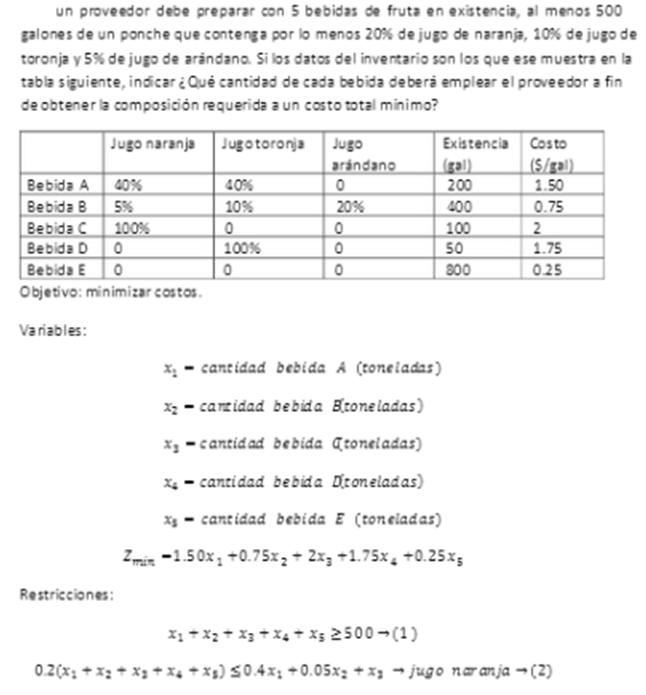 un proveedor debe preparar con 5 bebidas de fruta en existencia, al menos 500
galones de un ponche que contenga por lo menos 20% de jugo de naranja, 10% de jugo de
toronja y 5% de jugo de arándano. Si los datos del inventario son los que ese muestra en la
tabla siguiente, indicar ¿Qué cantidad de cada bebida deberá emplear el proveedor a fin
de obtener la composición requerida a un costo total mínimo?
Jugo naranja Jugo toronja Jugo arándano Existencia (gal) Costo ($/gal)
Bebida A 40% 40% 0 200 1.50
Bebida B 5% 10% 20% 400 0.75
Bebida C 100% 0 0 100 2
Bebida D 0 100% 0 50 1.75
Bebida E 0 0 0 800 0.25
Objetivo: minimizar costos.
Variables:
x₁ = cantidad bebida A (toneladas)
x₂ = cantidad bebida B(toneladas)
x₃ = cantidad bebida C(toneladas)
x₄ = cantidad bebida D(toneladas)
x₅ = cantidad bebida E (toneladas)
Zₘᵢₙ = 1.50x₁ + 0.75x₂ + 2x₃ + 1.75x₄ + 0.25x₅
Restricciones:
x₁ + x₂ + x₃ + x₄ + x₅ ≥ 500 → (1)
0.2(x₁ + x₂ + x₃ + x₄ + x₅) ≤ 0.4x₁ + 0.05x₂ + x₃ → jugo naranja → (2)